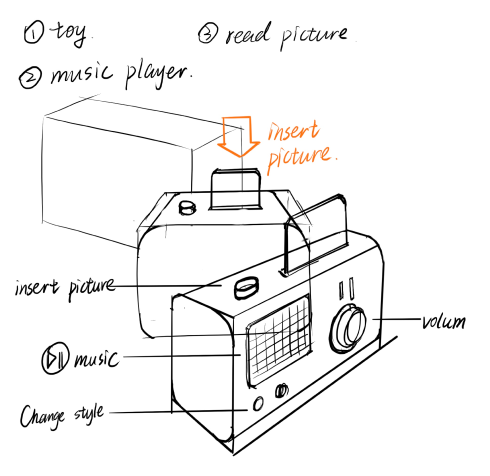 ① toy.
③ read picture
② music player.
insert
picture.
insert picture
volum
music
Change style